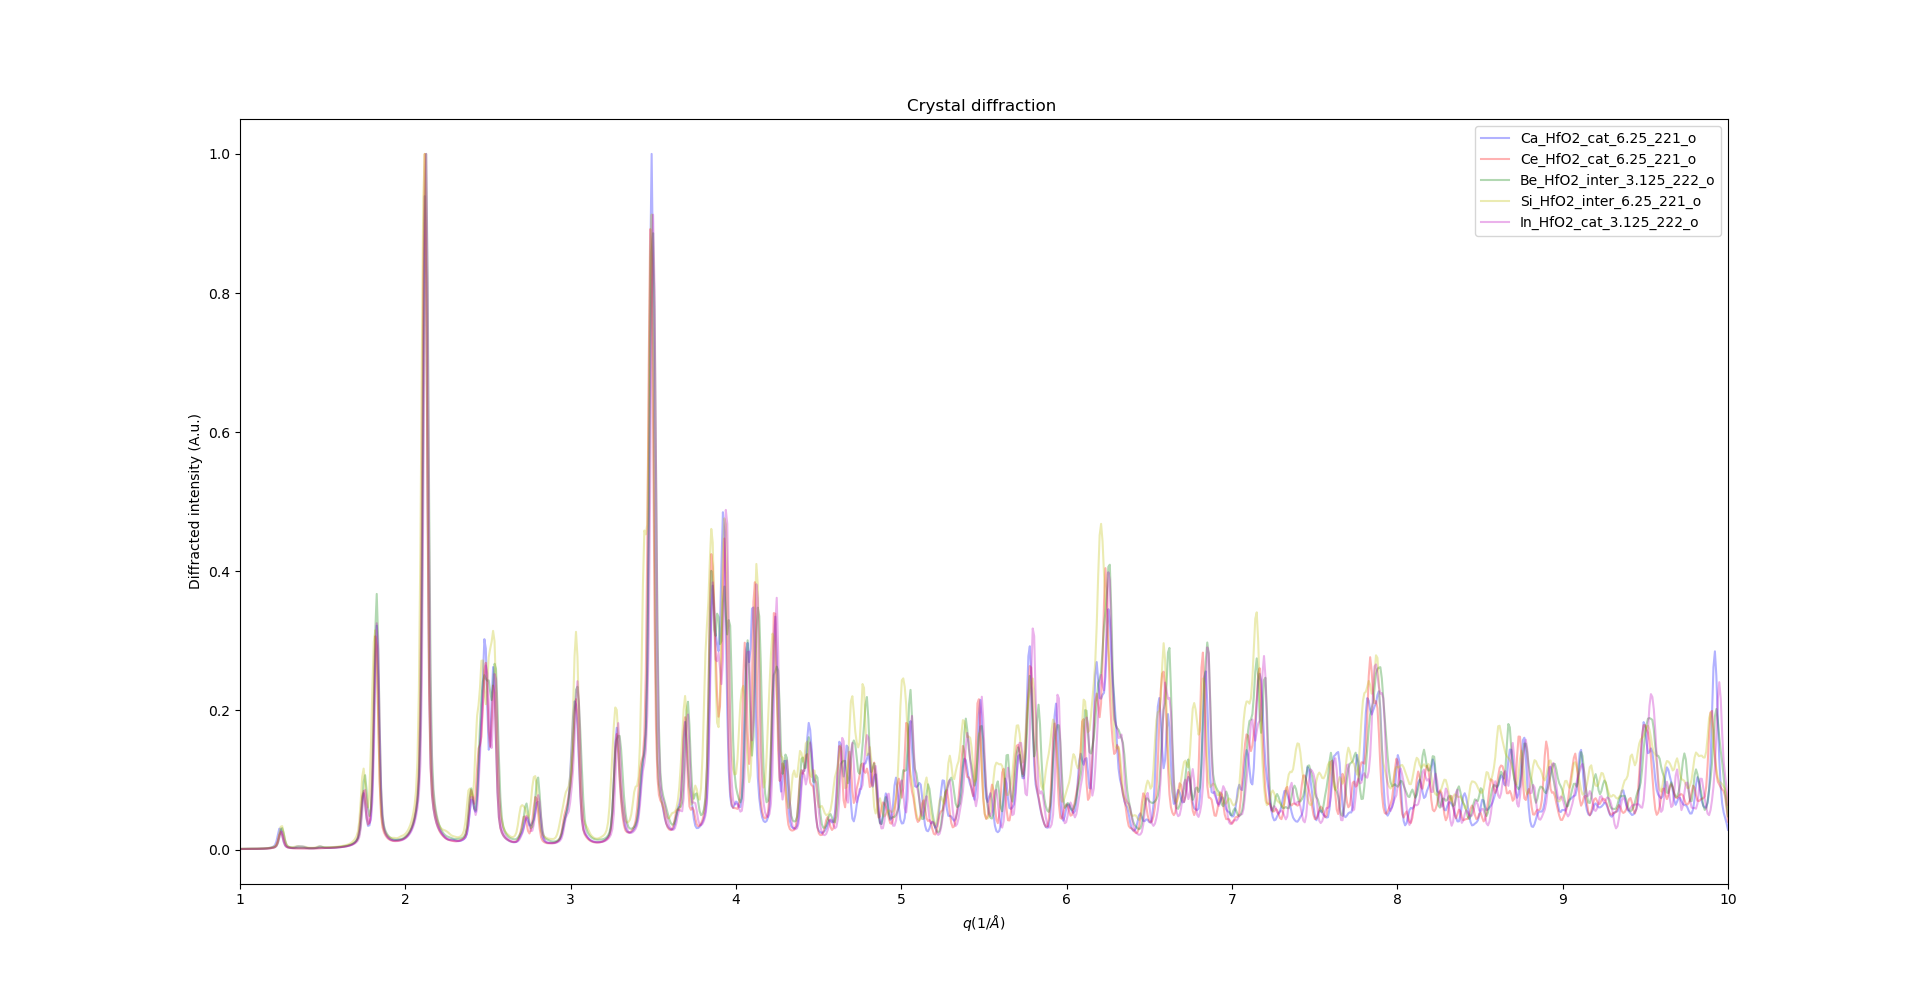 Crystal diffraction
Ca_HfO2_cat_6.25_221_o
Ce_HfO2_cat_6.25_221_o
Be_HfO2_inter_3.125_222_o
Si_HfO2_inter_6.25_221_o
In_HfO2_cat_3.125_222_o
Diffracted intensity (A.u.)
1.0
0.8
0.6
0.4
0.2
0.0
1 2 3 4 5 6 7 8 9 10
q(1/Å)